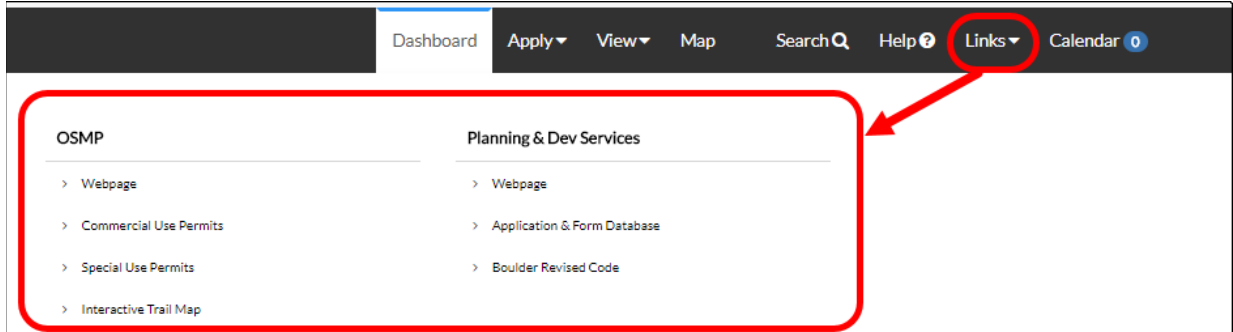 Dashboard Apply View Map Search Help Links Calendar 0
OSMP
Webpage
Commercial Use Permits
Special Use Permits
Interactive Trail Map
Planning & Dev Services
Webpage
Application & Form Database
Boulder Revised Code